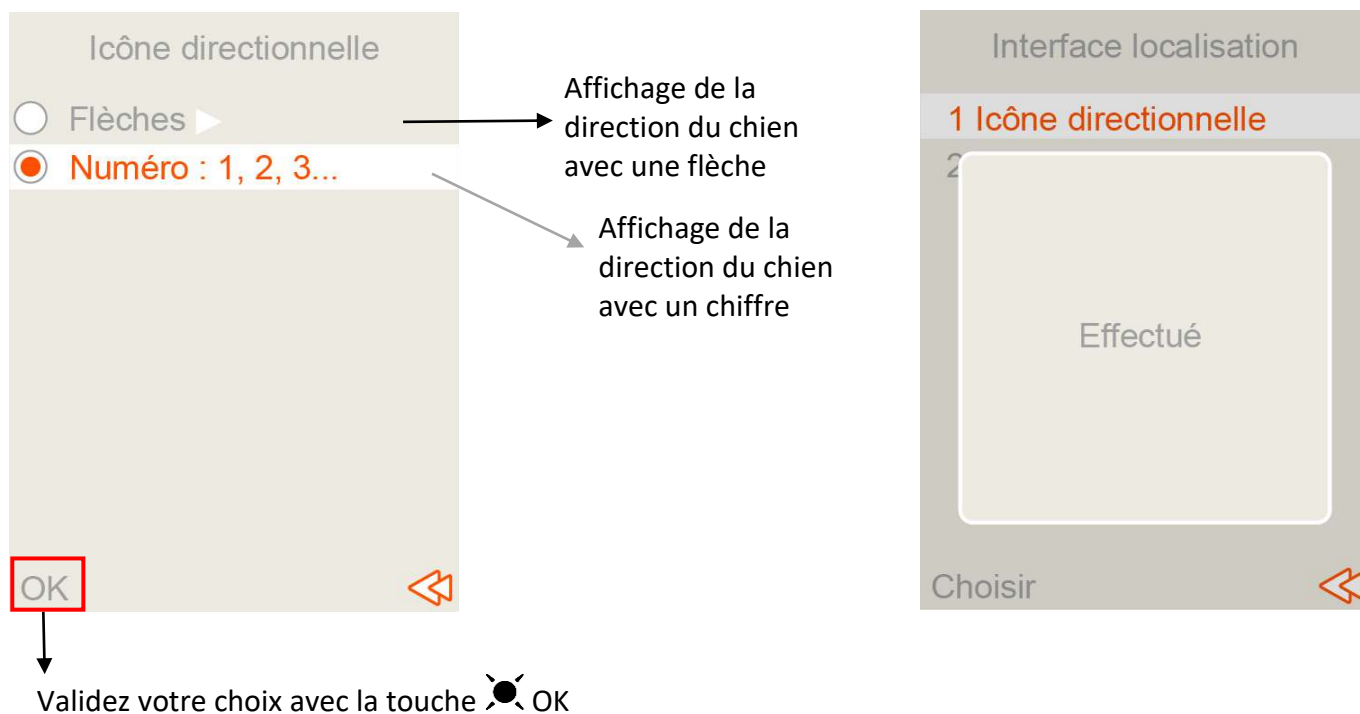 Icône directionnelle
Flèches
Numéro : 1, 2, 3...
OK
Affichage de la
direction du chien
avec une flèche
Affichage de la
direction du chien
avec un chiffre
Validez votre choix avec la touche OK
Interface localisation
1 Icône directionnelle
2
Effectué
Choisir